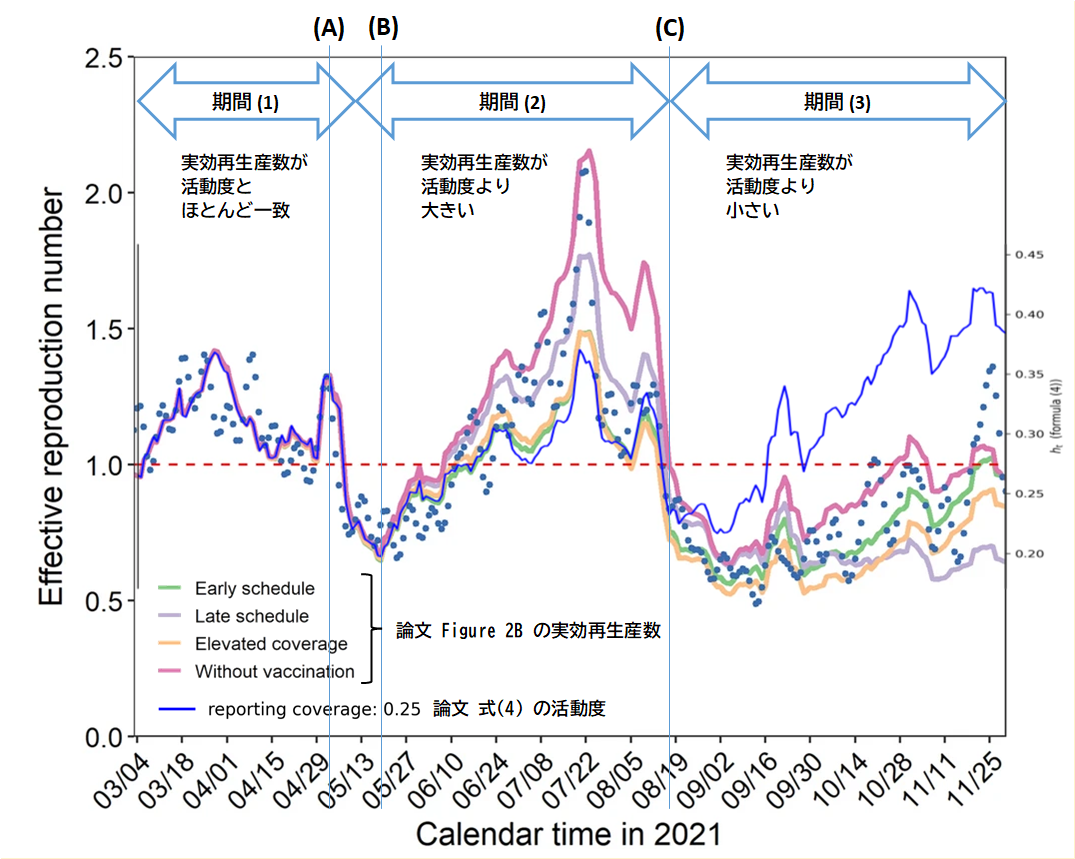 (A)
(B)
(C)
期間 (1)
期間 (2)
期間 (3)
実効再生産数が
活動度と
ほとんど一致
実効再生産数が
活動度より
大きい
実効再生産数が
活動度より
小さい
Effective reproduction number
2.5
2.0
1.5
1.0
0.5
0.0
0.45
0.40
0.35
0.30
0.25
0.20
ht (formula (4))
Early schedule
Late schedule
Elevated coverage
Without vaccination
論文 Figure 2B の実効再生産数
reporting coverage: 0.25 論文 式(4) の活動度
03/04
03/18
04/01
04/15
04/29
05/13
05/27
06/10
06/24
07/08
07/22
08/05
08/19
09/02
09/16
09/30
10/14
10/28
11/11
11/25
Calendar time in 2021